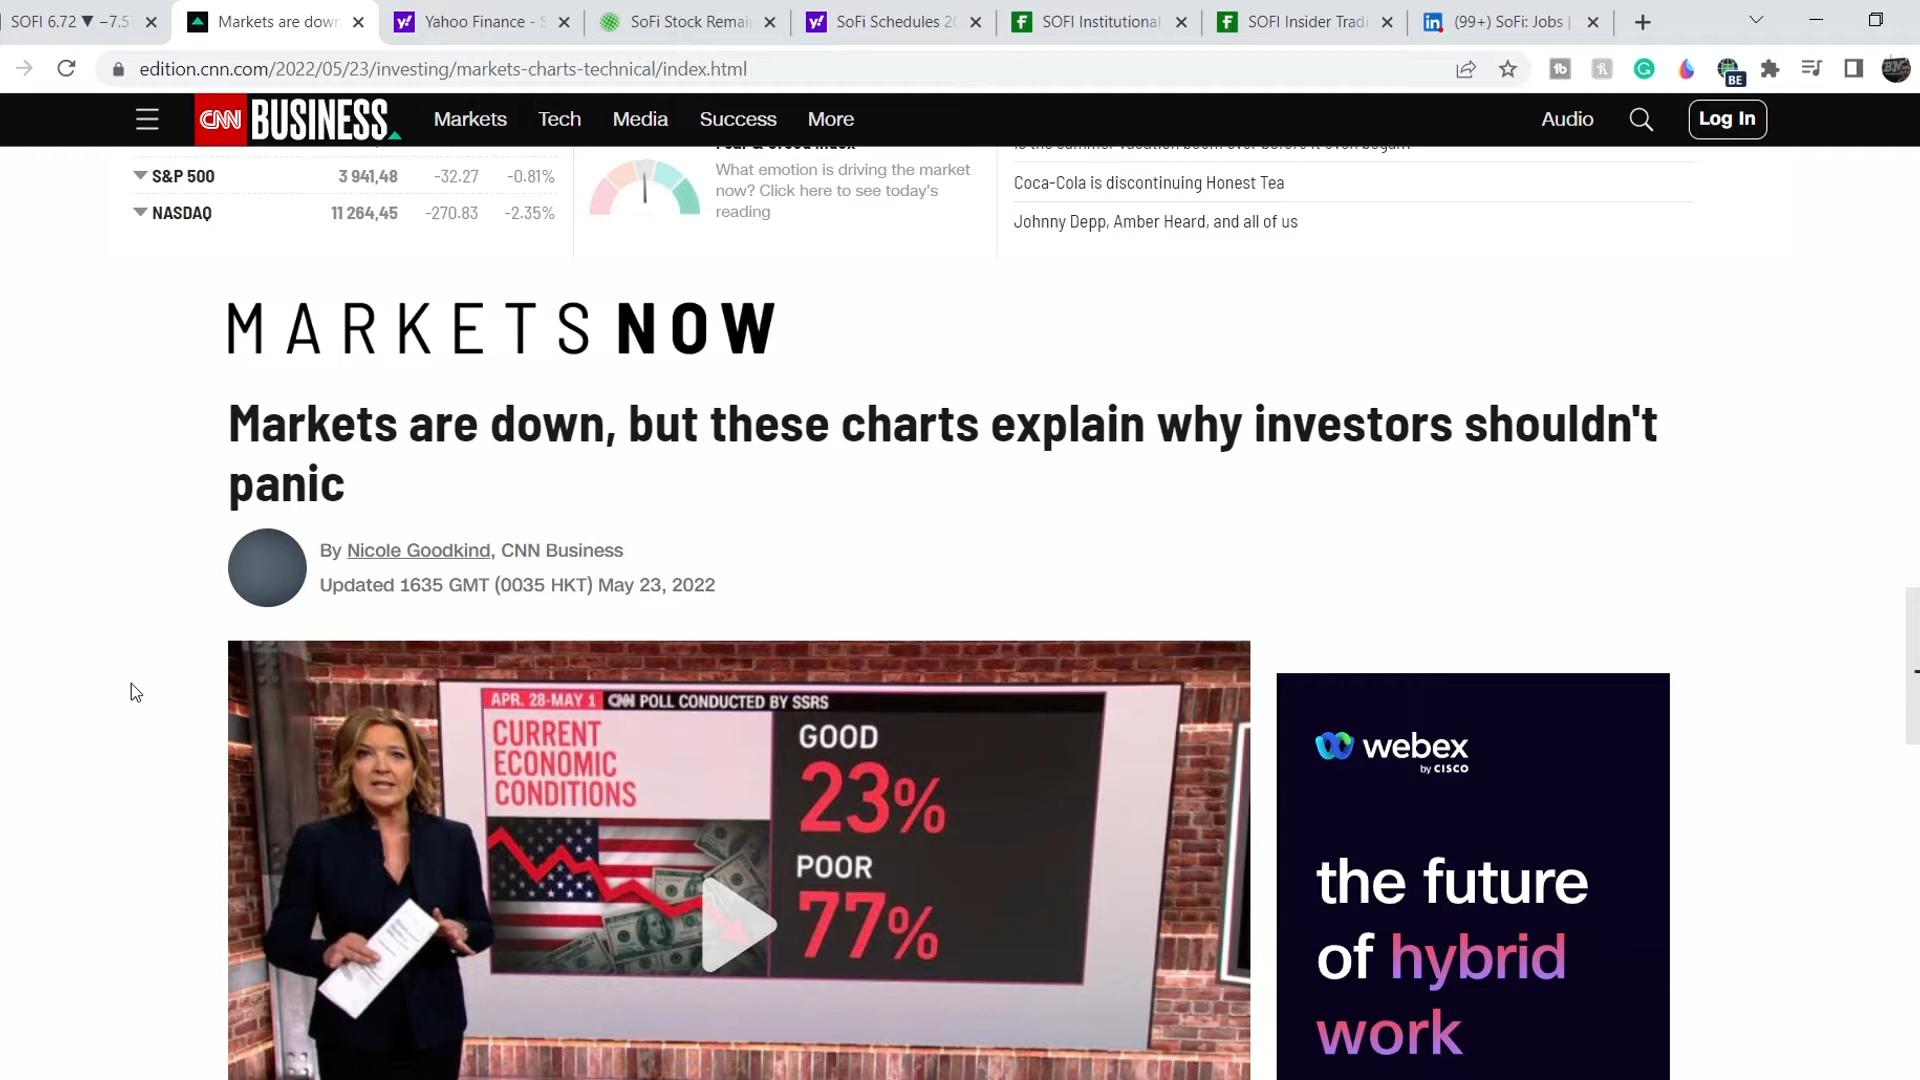 SOFI 6.72 ▼ −7.5
Markets are down
Yahoo Finance - S
SoFi Stock Remai
SoFi Schedules 20
SOFI Institutional
SOFI Insider Tradi
(99+) SoFi: Jobs |
edition.cnn.com/2022/05/23/investing/markets-charts-technical/index.html
BE
CNN BUSINESS
Markets
Tech
Media
Success
More
Audio
Log In
S&P 500 3 941,48 -32.27 -0.81%
NASDAQ 11 264,45 -270.83 -2.35%
What emotion is driving the market
now? Click here to see today's
reading
Coca-Cola is discontinuing Honest Tea
Johnny Depp, Amber Heard, and all of us
MARKETS NOW
Markets are down, but these charts explain why investors shouldn't
panic
By Nicole Goodkind, CNN Business
Updated 1635 GMT (0035 HKT) May 23, 2022
APR. 28-MAY 1 CNN POLL CONDUCTED BY SSRS
CURRENT
ECONOMIC
CONDITIONS
GOOD
23%
POOR
77%
webex
by CISCO
the future
of hybrid
work